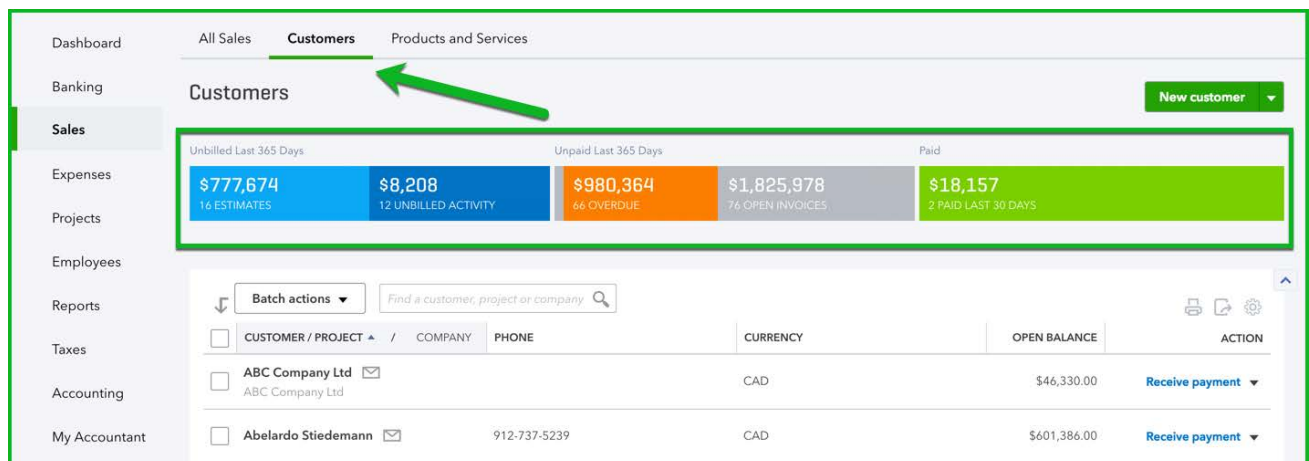 Dashboard
Banking
Sales
Expenses
Projects
Employees
Reports
Taxes
Accounting
My Accountant
All Sales Customers Products and Services
Customers
New customer
Unbilled Last 365 Days Unpaid Last 365 Days Paid
$777,674 $8,208 $980,364 $1,825,978 $18,157
16 ESTIMATES 12 UNBILLED ACTIVITY 66 OVERDUE 76 OPEN INVOICES 2 PAID LAST 30 DAYS
Batch actions Find a customer, project or company
CUSTOMER / PROJECT / COMPANY PHONE CURRENCY OPEN BALANCE ACTION
ABC Company Ltd CAD $46,330.00 Receive payment
ABC Company Ltd
Abelardo Stiedemann 912-737-5239 CAD $601,386.00 Receive payment